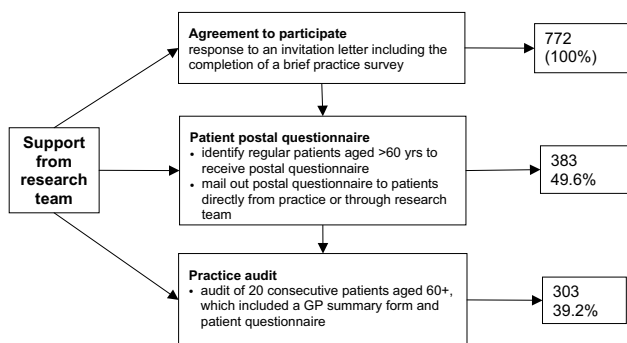 Agreement to participate
response to an invitation letter including the
completion of a brief practice survey
772
(100%)
Support
from
research
team
Patient postal questionnaire
• identify regular patients aged >60 yrs to
receive postal questionnaire
• mail out postal questionnaire to patients
directly from practice or through research
team
383
49.6%
Practice audit
• audit of 20 consecutive patients aged 60+,
which included a GP summary form and
patient questionnaire
303
39.2%